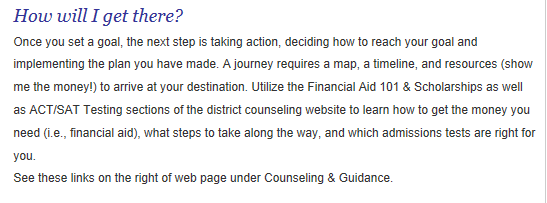 How will I get there?
Once you set a goal, the next step is taking action, deciding how to reach your goal and
implementing the plan you have made. A journey requires a map, a timeline, and resources (show
me the money!) to arrive at your destination. Utilize the Financial Aid 101 & Scholarships as well
as ACT/SAT Testing sections of the district counseling website to learn how to get the money you
need (i.e., financial aid), what steps to take along the way, and which admissions tests are right for
you.
See these links on the right of web page under Counseling & Guidance.